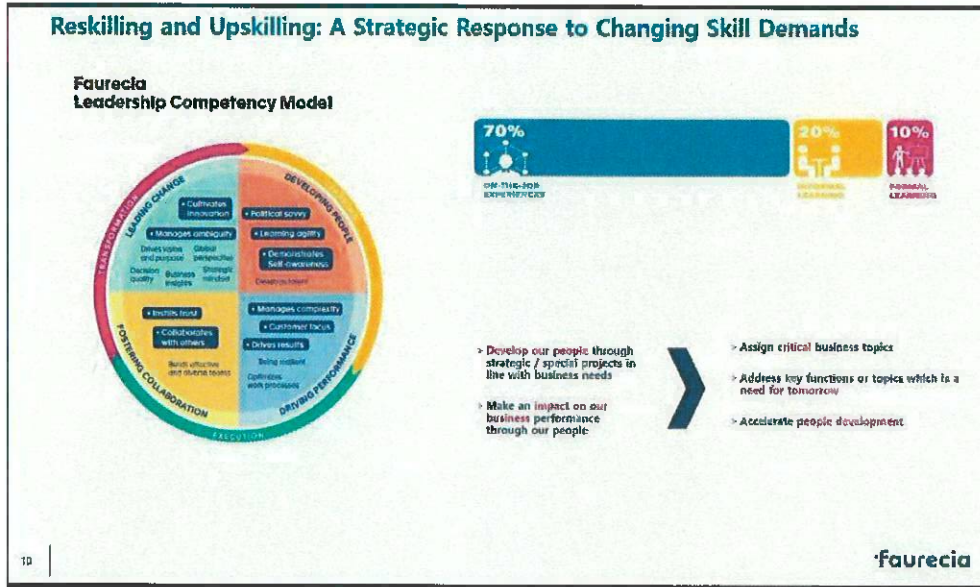 Reskilling and Upskilling: A Strategic Response to Changing Skill Demands
Faurecia
Leadership Competency Model
TRANSFORMATION
LEADING CHANGE
• Cultivates
innovation
• Manages ambiguity
Drives vision
and purpose
Global
perspective
Decision
quality
Business
insights
Strategic
mindset
DEVELOPING PEOPLE
• Political savvy
• Learning agility
• Demonstrates
Self-awareness
Develops talent
FOSTERING COLLABORATION
• Instills trust
• Collaborates
with others
Builds effective
and diverse teams
DRIVING PERFORMANCE
• Manages complexity
• Customer focus
• Drives results
Being resilient
Optimizes
work processes
EXECUTION
70%
ON-THE-JOB
EXPERIENCES
20%
INFORMAL
LEARNING
10%
FORMAL
LEARNING
> Develop our people through
strategic / special projects in
line with business needs
> Make an impact on our
business performance
through our people
> Assign critical business topics
> Address key functions or topics which is a
need for tomorrow
> Accelerate people development
10
faurecia